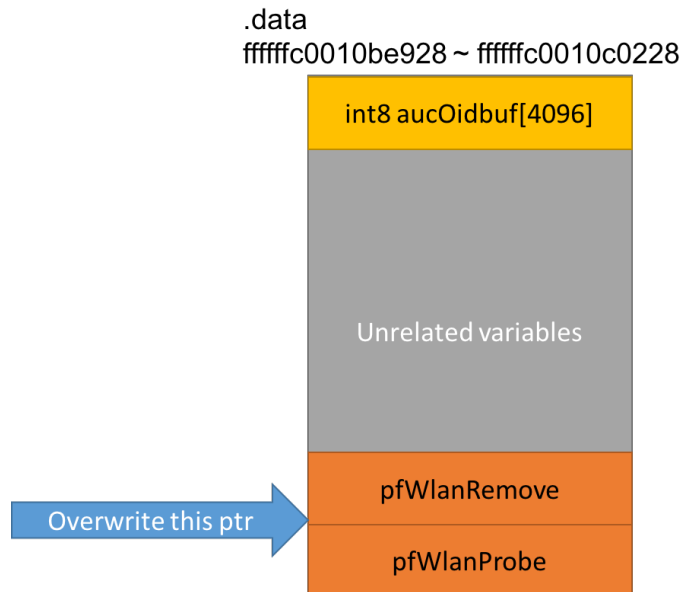 .data
ffffffc0010be928 ~ ffffffc0010c0228
int8 aucOidbuf[4096]
Unrelated variables
pfWlanRemove
Overwrite this ptr
pfWlanProbe